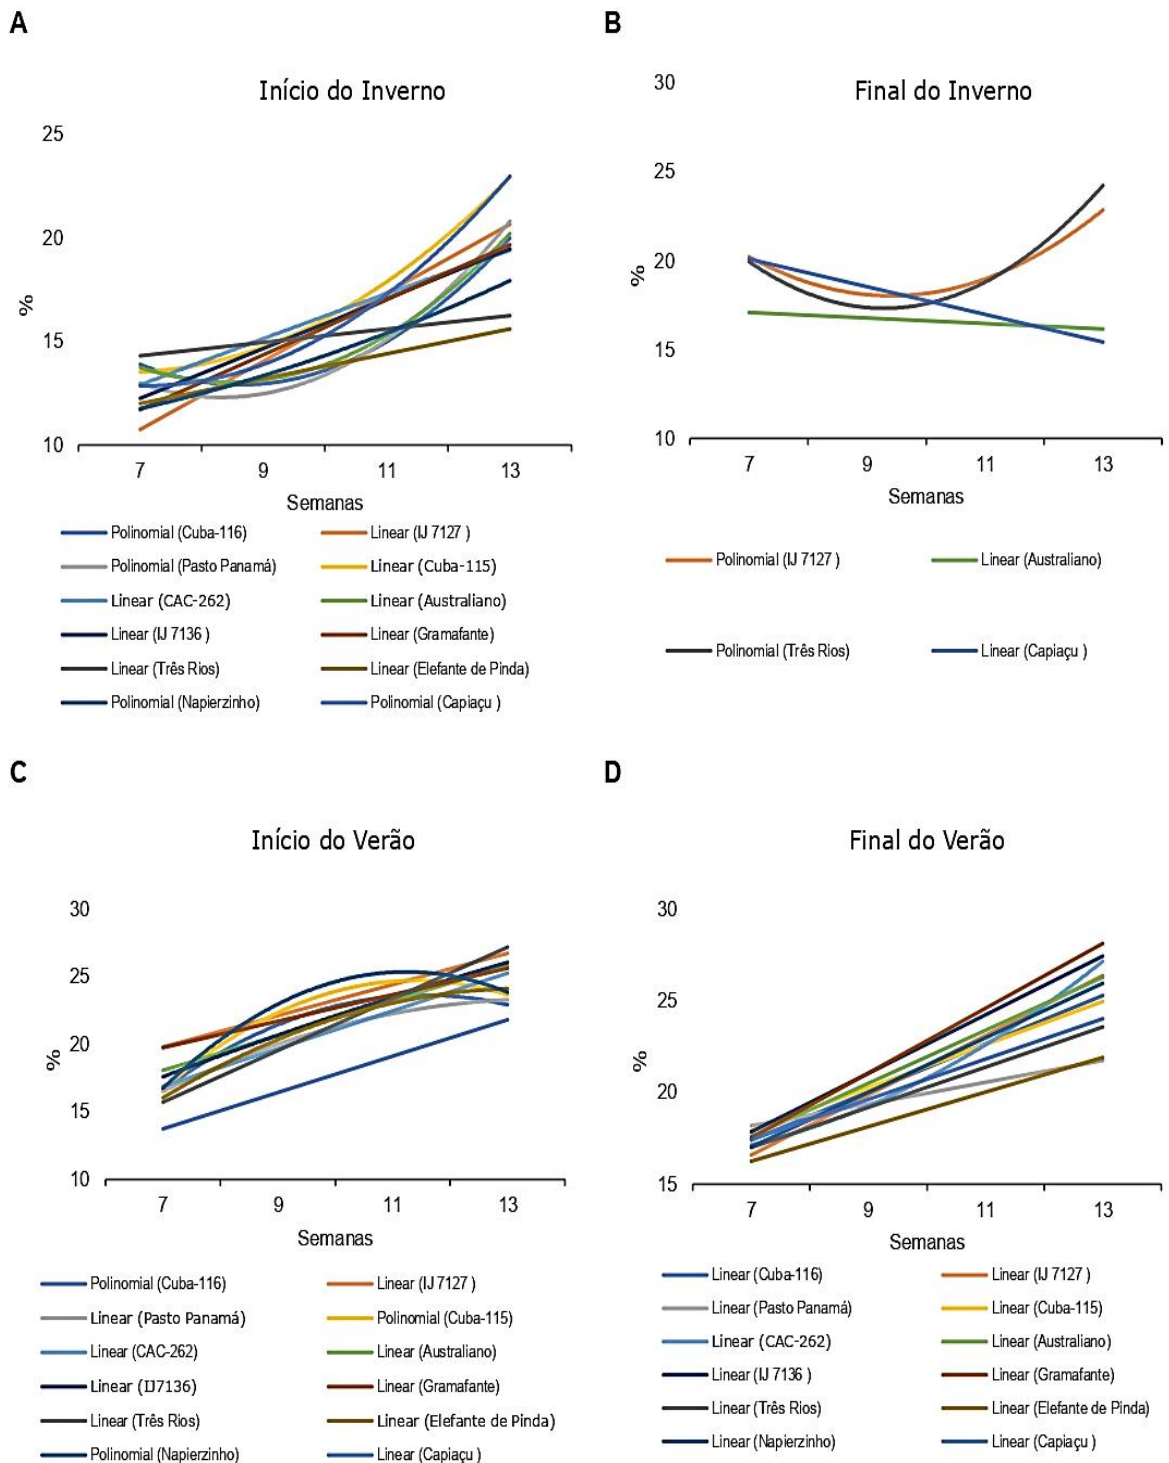 A
Início do Inverno
25
20
15
10
%
7 9 11 13
Semanas
Polinomial (Cuba-116) Linear (IJ 7127 )
Polinomial (Pasto Panamá) Linear (Cuba-115)
Linear (CAC-262) Linear (Australiano)
Linear (IJ 7136 ) Linear (Gramafante)
Linear (Três Rios) Linear (Elefante de Pinda)
Polinomial (Napierzinho) Polinomial (Capiaçu )
B
Final do Inverno
30
25
20
15
10
%
7 9 11 13
Semanas
Polinomial (IJ 7127 ) Linear (Australiano)
Polinomial (Três Rios) Linear (Capiaçu )
C
Início do Verão
30
25
20
15
10
%
7 9 11 13
Semanas
Polinomial (Cuba-116) Linear (IJ 7127 )
Linear (Pasto Panamá) Polinomial (Cuba-115)
Linear (CAC-262) Linear (Australiano)
Linear (IJ7136) Linear (Gramafante)
Linear (Três Rios) Linear (Elefante de Pinda)
Polinomial (Napierzinho) Linear (Capiaçu )
D
Final do Verão
30
25
20
15
%
7 9 11 13
Semanas
Linear (Cuba-116) Linear (IJ 7127 )
Linear (Pasto Panamá) Linear (Cuba-115)
Linear (CAC-262) Linear (Australiano)
Linear (IJ 7136 ) Linear (Gramafante)
Linear (Três Rios) Linear (Elefante de Pinda)
Linear (Napierzinho) Linear (Capiaçu )